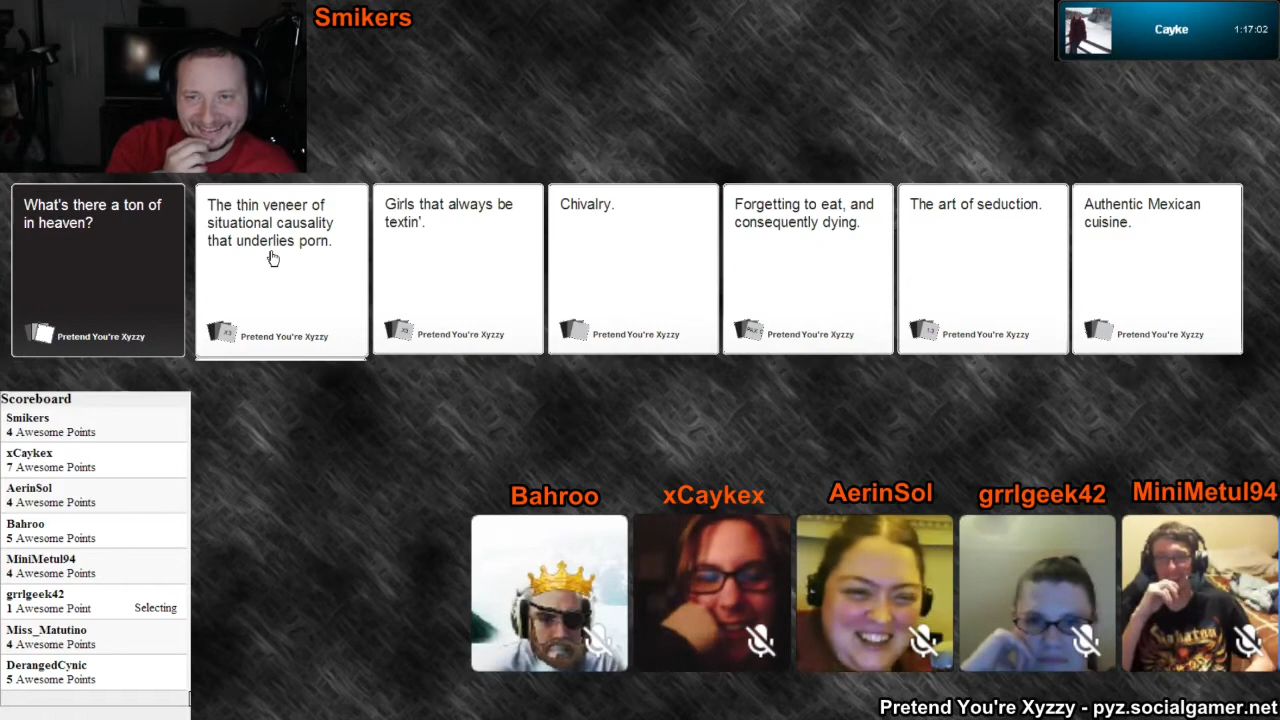 Smikers
Cayke
1:17:02
What's there a ton of
in heaven?
Pretend You're Xyzzy
The thin veneer of
situational causality
that underlies porn.
X3
Pretend You're Xyzzy
Girls that always be
textin'.
X3
Pretend You're Xyzzy
Chivalry.
Pretend You're Xyzzy
Forgetting to eat, and
consequently dying.
Pretend You're Xyzzy
The art of seduction.
1.3
Pretend You're Xyzzy
Authentic Mexican
cuisine.
Pretend You're Xyzzy
Scoreboard
Smikers
4 Awesome Points
xCaykex
7 Awesome Points
AerinSol
4 Awesome Points
Bahroo
5 Awesome Points
MiniMetul94
4 Awesome Points
grrlgeek42
1 Awesome Point Selecting
Miss_Matutino
4 Awesome Points
DerangedCynic
5 Awesome Points
Bahroo
xCaykex
AerinSol
grrlgeek42
MiniMetul94
Sabaton
Pretend You're Xyzzy - pyz.socialgamer.net